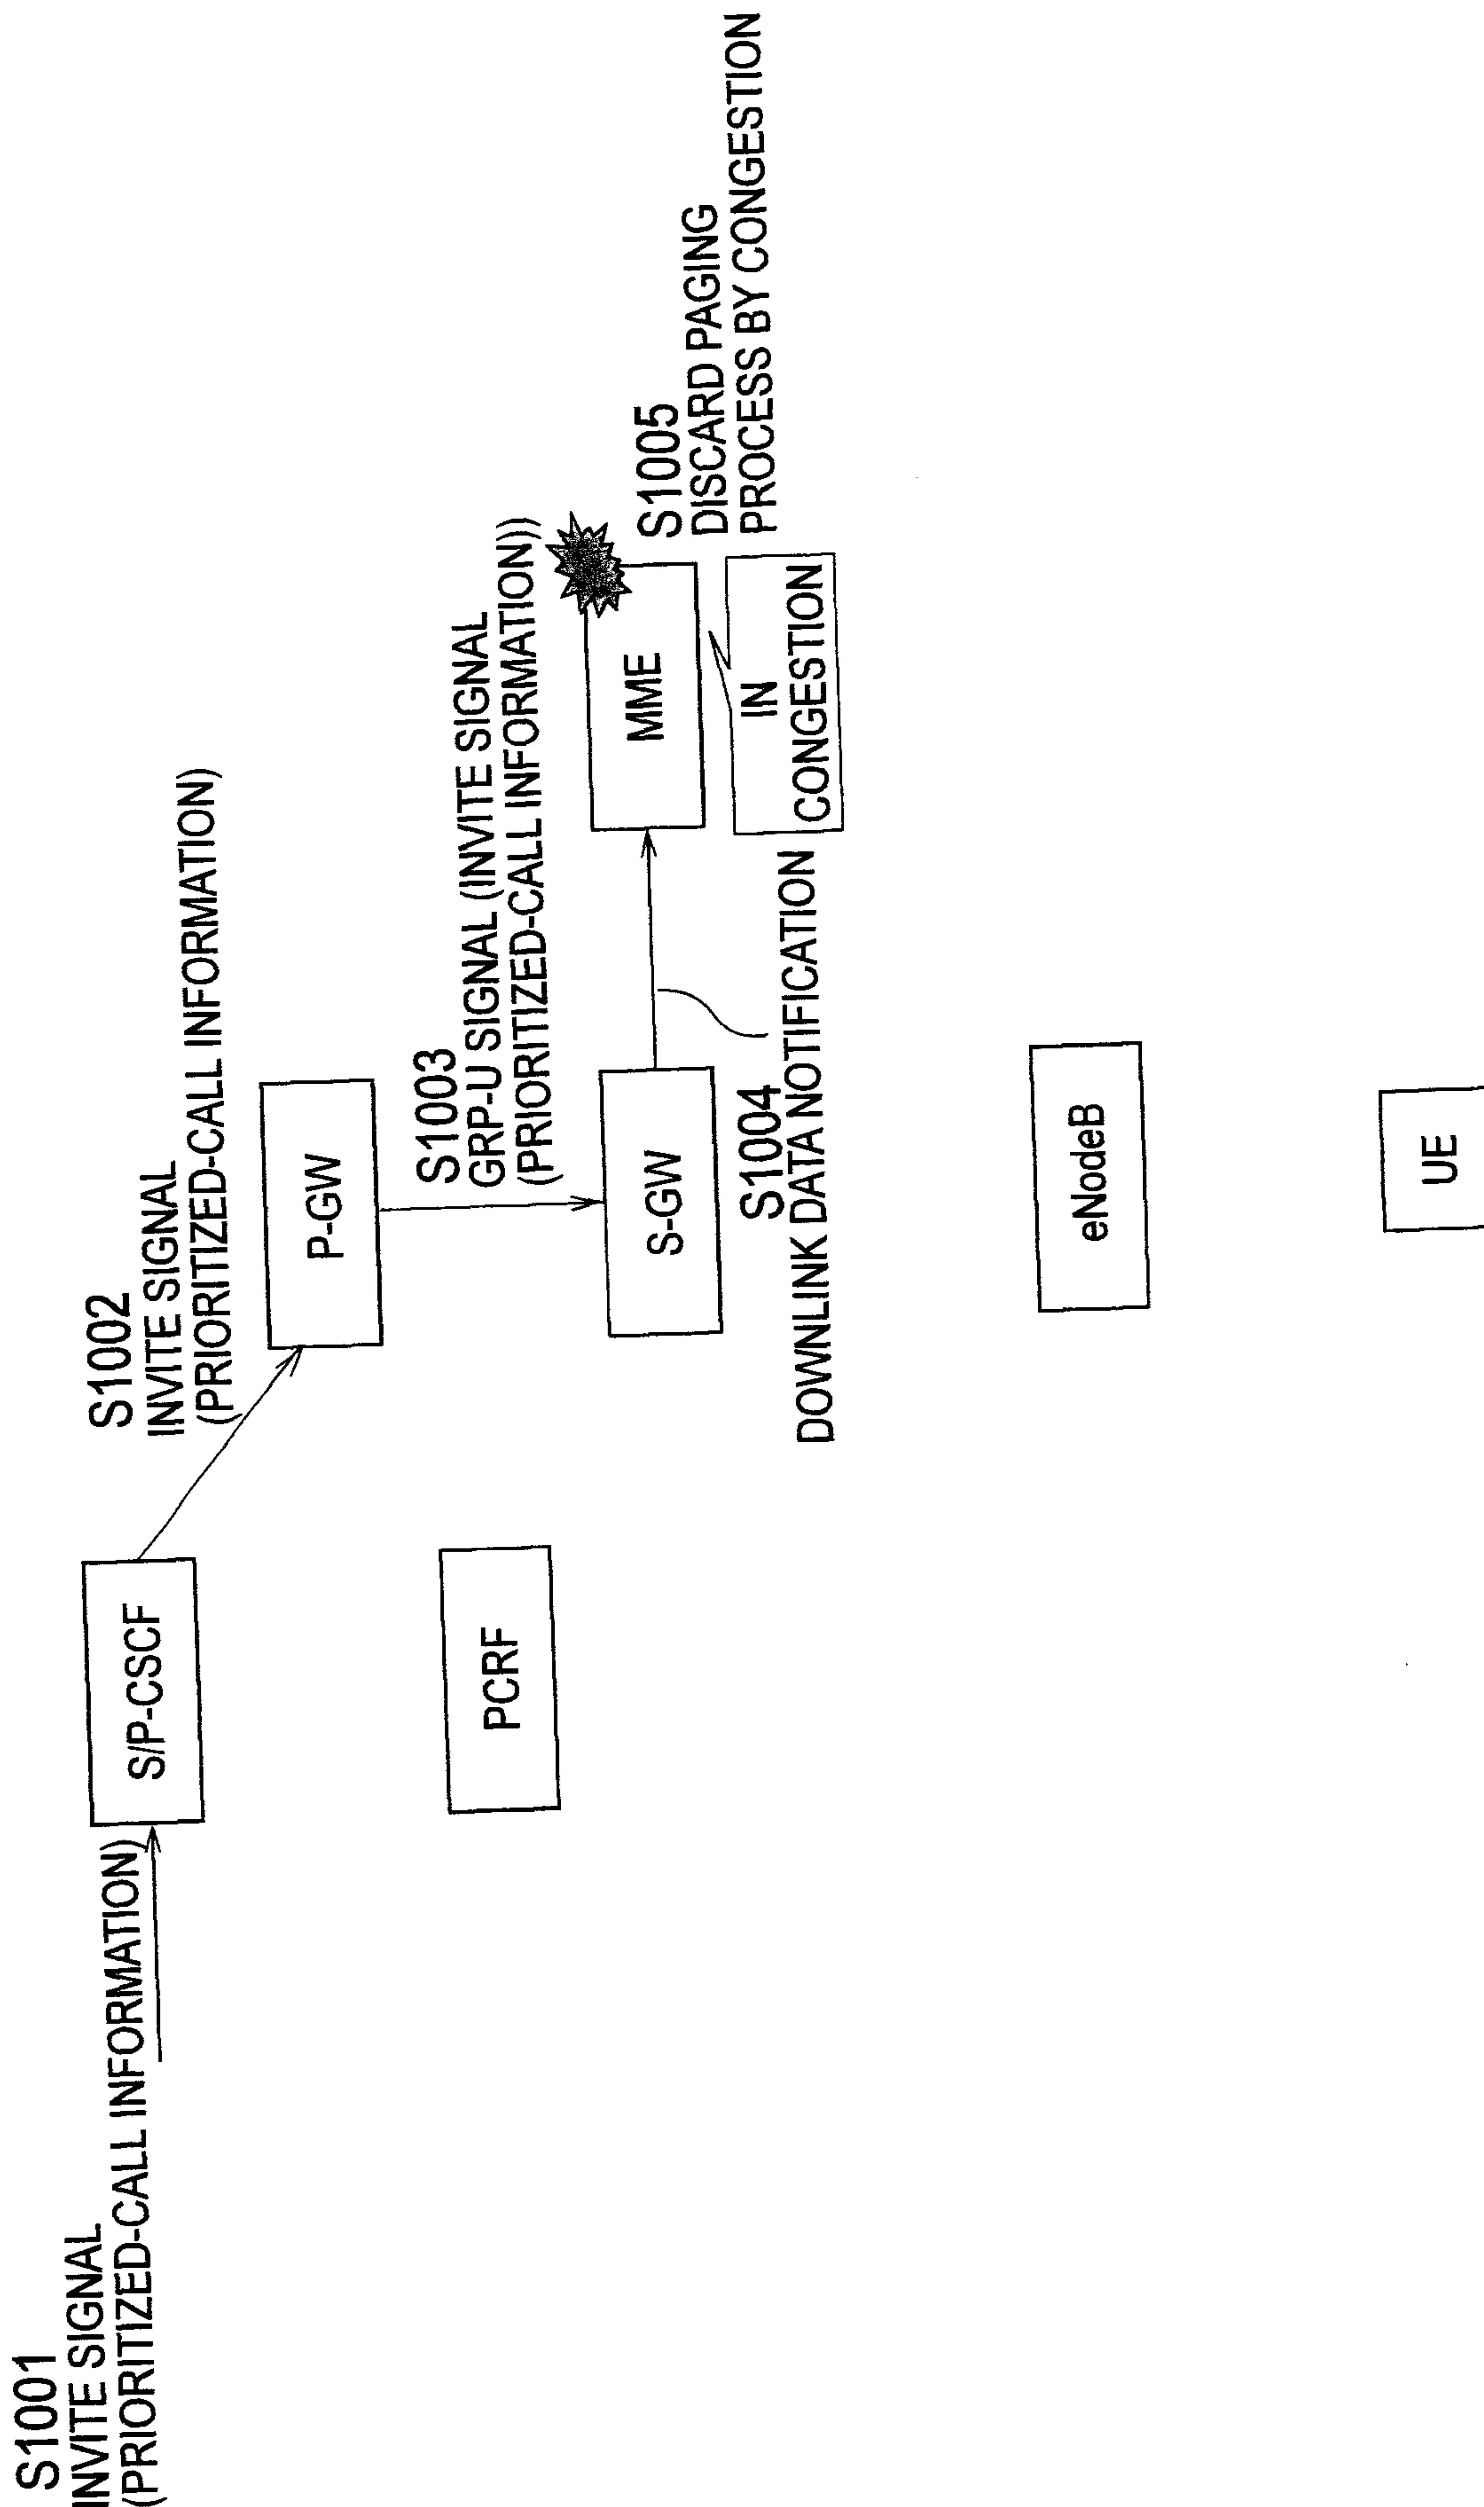 S1001
INVITE SIGNAL
(PRIORITIZED-CALL INFORMATION)
S/P-CSCF
S1002
INVITE SIGNAL
(PRIORITIZED-CALL INFORMATION)
P-GW
PCRF
S1003
GRP-U SIGNAL (INVITE SIGNAL
(PRIORITIZED-CALL INFORMATION))
S-GW
MME
S1004
DOWNLINK DATA NOTIFICATION
IN
CONGESTION
S1005
DISCARD PAGING
PROCESS BY CONGESTION
eNodeB
UE